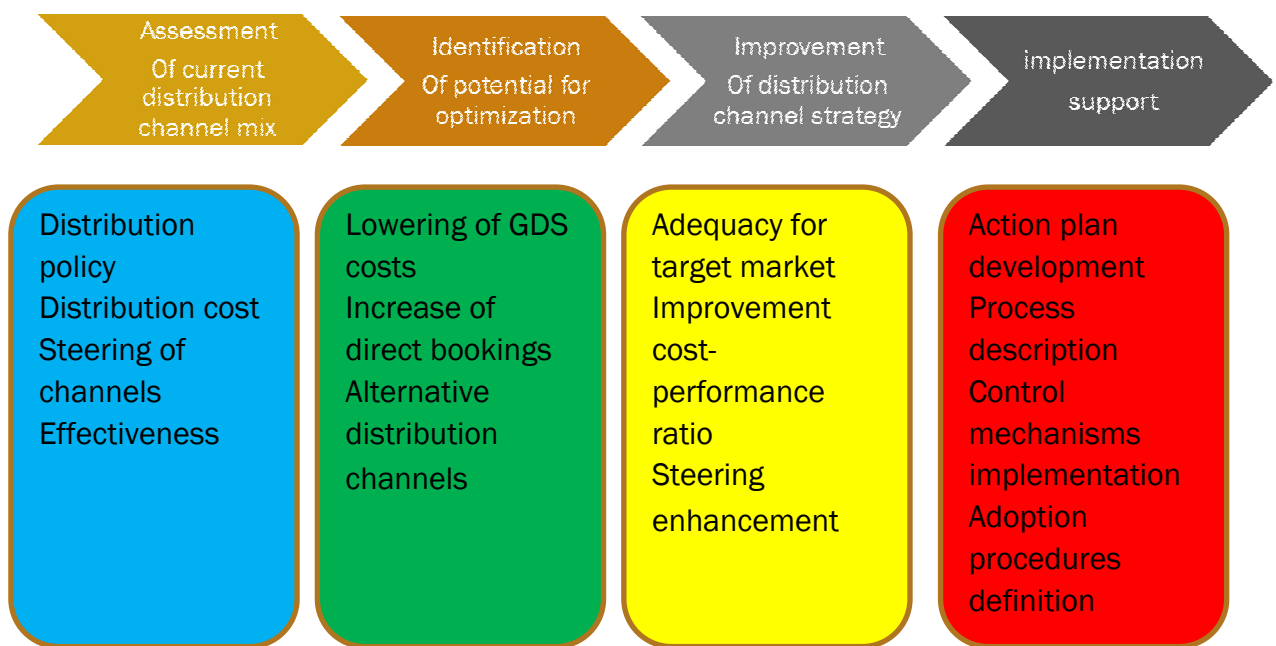 Assessment
Of current
distribution
channel mix
Identification
Of potential for
optimization
Improvement
Of distribution
channel strategy
implementation
support
Distribution
policy
Distribution cost
Steering of
channels
Effectiveness
Lowering of GDS
costs
Increase of
direct bookings
Alternative
distribution
channels
Adequacy for
target market
Improvement
cost-
performance
ratio
Steering
enhancement
Action plan
development
Process
description
Control
mechanisms
implementation
Adoption
procedures
definition